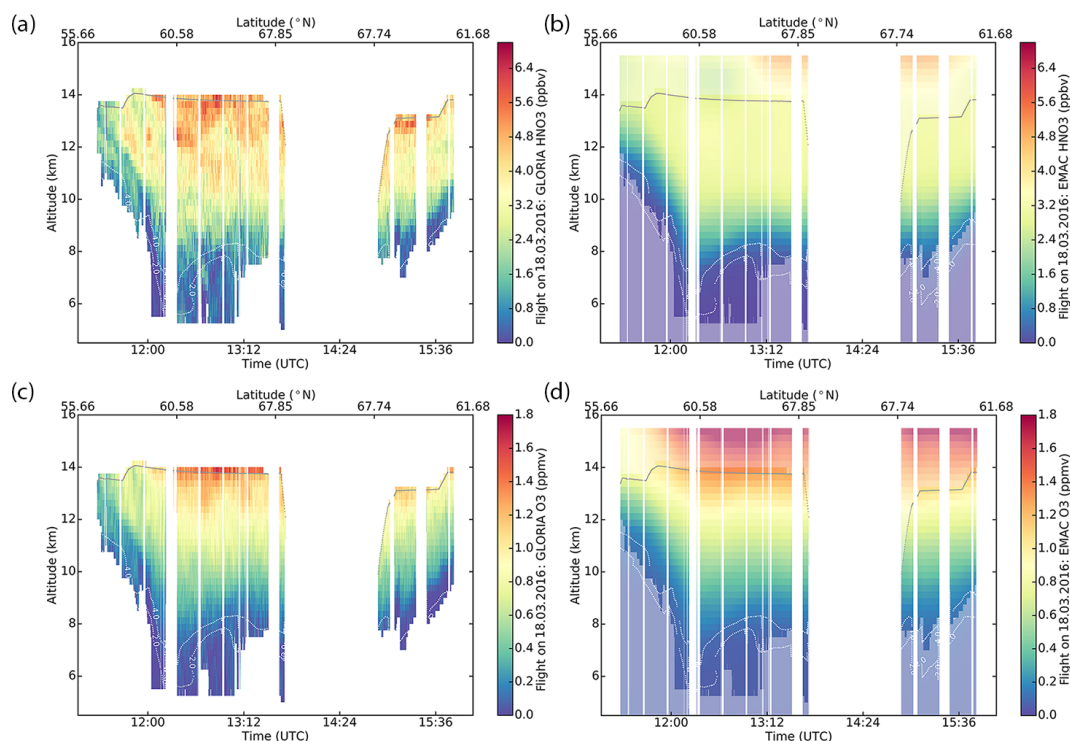 (a)
Latitude (°N)
55.66 60.58 67.85 67.74 61.68
16
14
12
10
8
6
Altitude (km)
4.0
2.0
12:00 13:12 14:24 15:36
Time (UTC)
6.4
5.6
4.8
4.0
3.2
2.4
1.6
0.8
0.0
Flight on 18.03.2016: GLORIA HNO3 (ppbv)
(b)
Latitude (°N)
55.66 60.58 67.85 67.74 61.68
16
14
12
10
8
6
Altitude (km)
12:00 13:12 14:24 15:36
Time (UTC)
6.4
5.6
4.8
4.0
3.2
2.4
1.6
0.8
0.0
Flight on 18.03.2016: EMAC HNO3 (ppbv)
(c)
Latitude (°N)
55.66 60.58 67.85 67.74 61.68
16
14
12
10
8
6
Altitude (km)
4.0
2.0
12:00 13:12 14:24 15:36
Time (UTC)
1.8
1.6
1.4
1.2
1.0
0.8
0.6
0.4
0.2
0.0
Flight on 18.03.2016: GLORIA O3 (ppmv)
(d)
Latitude (°N)
55.66 60.58 67.85 67.74 61.68
16
14
12
10
8
6
Altitude (km)
12:00 13:12 14:24 15:36
Time (UTC)
1.8
1.6
1.4
1.2
1.0
0.8
0.6
0.4
0.2
0.0
Flight on 18.03.2016: EMAC O3 (ppmv)